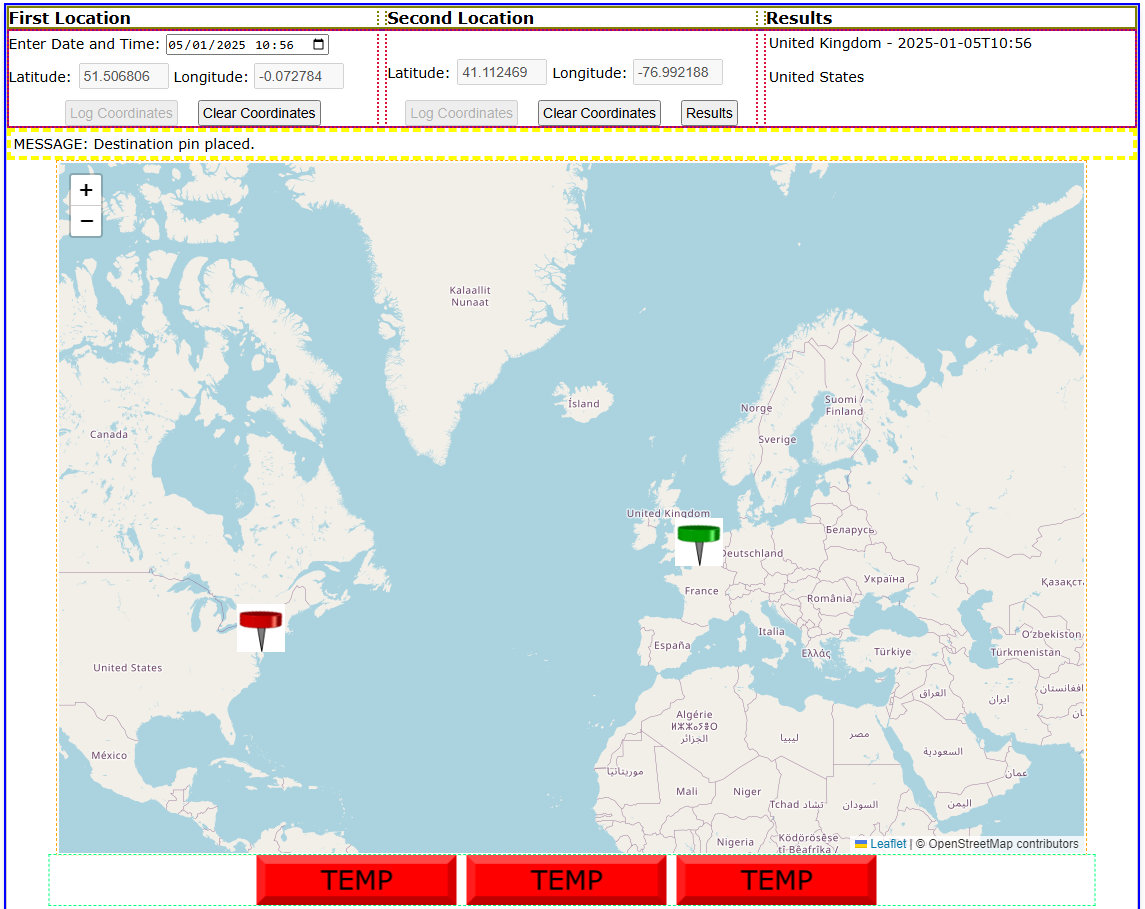 First Location
Second Location
Results
Enter Date and Time: 05/01/2025 10:56
Latitude: 51.506806 Longitude: -0.072784
Log Coordinates Clear Coordinates
Latitude: 41.112469 Longitude: -76.992188
Log Coordinates Clear Coordinates Results
United Kingdom - 2025-01-05T10:56
United States
MESSAGE: Destination pin placed.
+
−
Kalaallit
Nunaat
Ísland
Norge
Suomi /
Finland
Sverige
Canada
United Kingdom
Беларусь
Deutschland
Україна
Қазақст
France
România
Italia
O'zbekiston
España
Ελλάς
Türkiye
Türkmenistan
United States
افغانستان
العراق
ایران
Algérie
ⵍⵣⵣⴰⵢⴻⵔ
الجزائر
ليبيا
مصر
السعودية
México
موريتانيا
عمان
Mali
Niger
Tchad تشاد
السودان
اليمن
Nigeria
Ködörösêse
tî Bêafrîka /
Leaflet | © OpenStreetMap contributors
TEMP
TEMP
TEMP